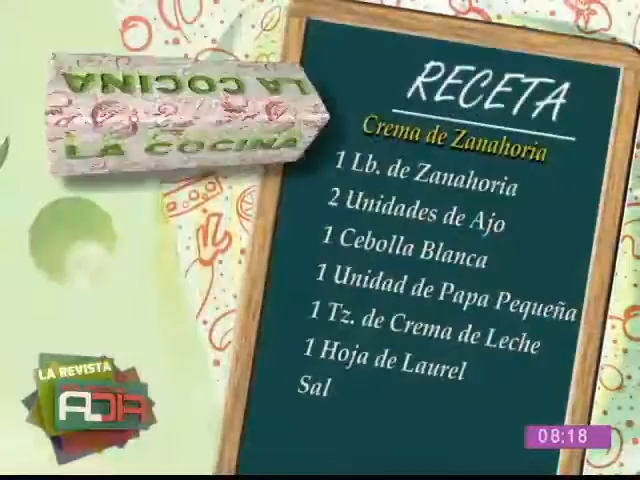 LA COCINA
LA COCINA
RECETA
Crema de Zanahoria
1 Lb. de Zanahoria
2 Unidades de Ajo
1 Cebolla Blanca
1 Unidad de Papa Pequeña
1 Tz. de Crema de Leche
1 Hoja de Laurel
Sal
LA REVISTA
ALDIA
08:18